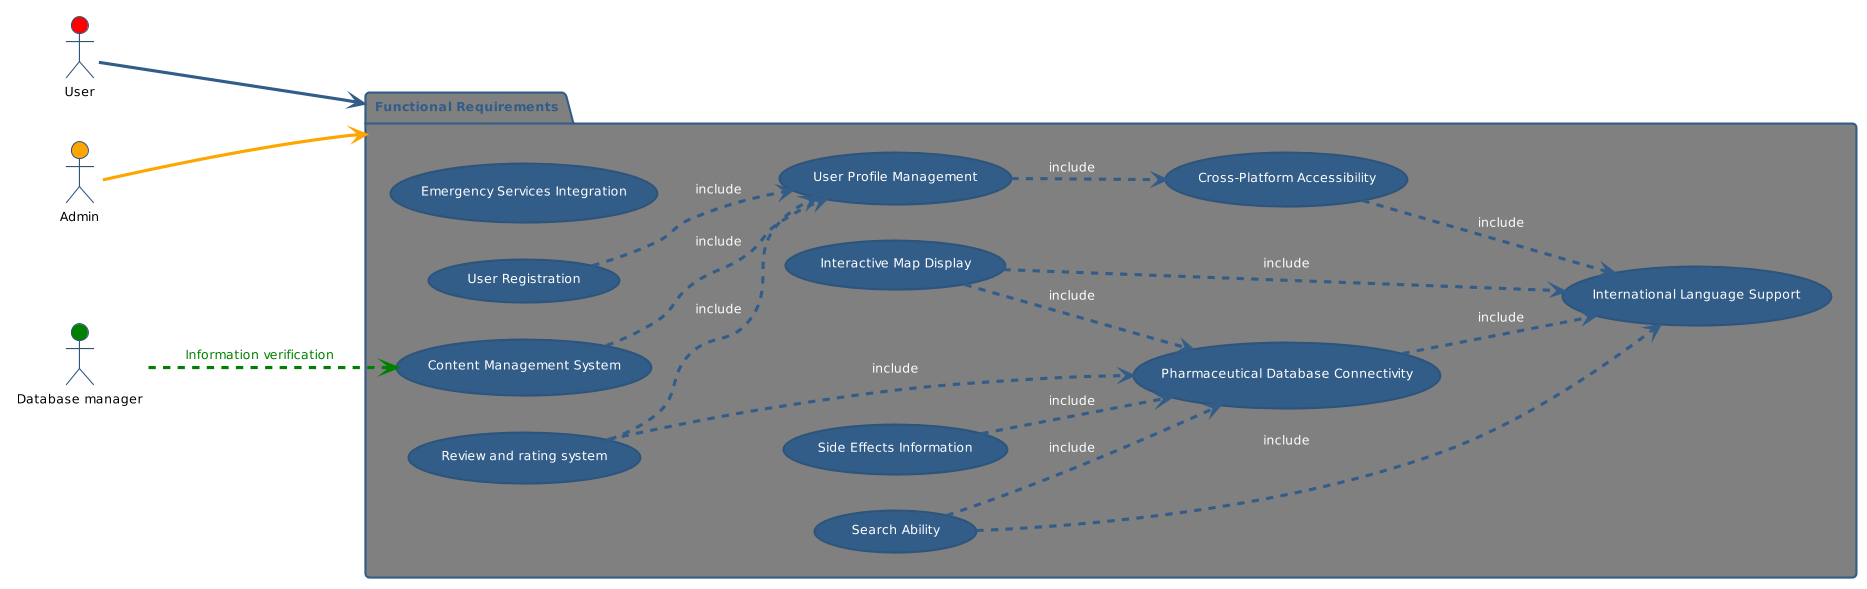 User
Functional Requirements
Admin
Emergency Services Integration
include
User Profile Management
include
Cross-Platform Accessibility
include
User Registration
include
Interactive Map Display
include
include
International Language Support
include
include
Information verification
Database manager
Content Management System
include
Pharmaceutical Database Connectivity
include
Review and rating system
Side Effects Information
include
include
Search Ability